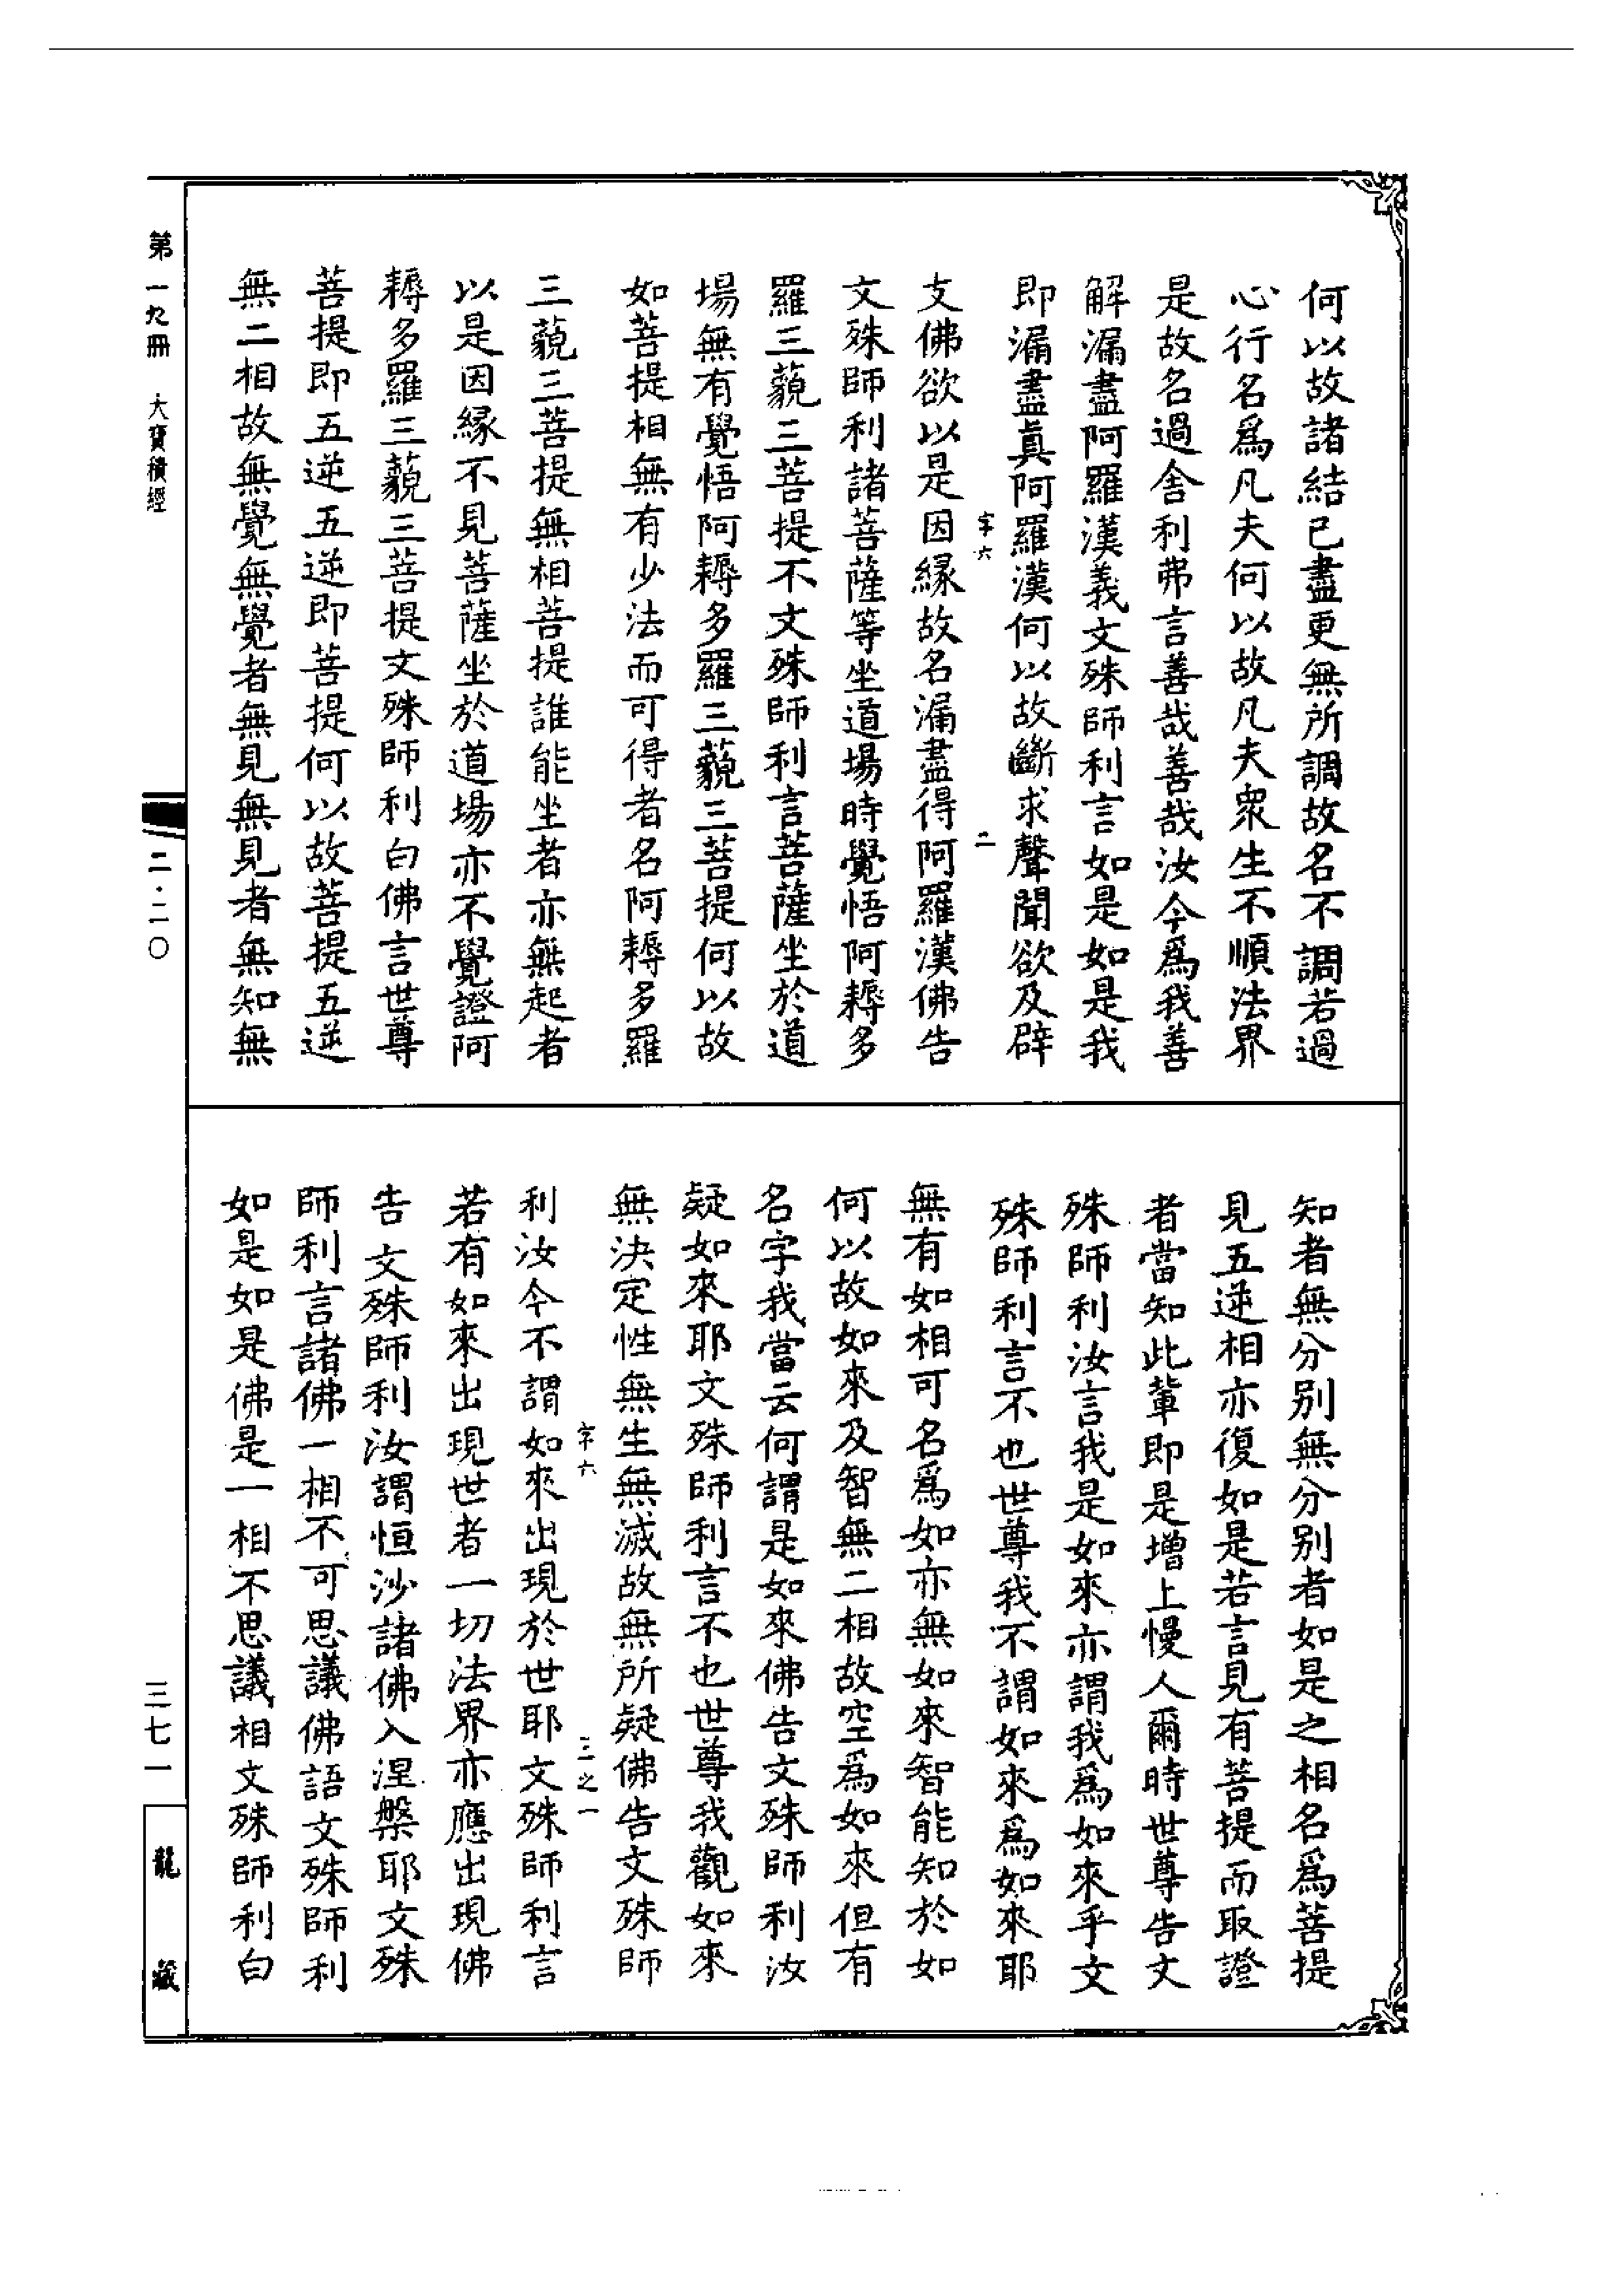 何以故諸結已盡更無所調故名不調若過
心行名爲凡夫何以故凡夫衆生不順法界
是故名過舍利弗言善哉善哉汝今爲我善
解漏盡阿羅漢義文殊師利言如是如是我
即漏盡眞阿羅漢何以故斷求聲聞欲及辟
字六 二
支佛欲以是因緣故名漏盡得阿羅漢佛告
文殊師利諸菩薩等坐道場時覺悟阿耨多
羅三藐三菩提不文殊師利言菩薩坐於道
場無有覺悟阿耨多羅三藐三菩提何以故
如菩提相無有少法而可得者名阿耨多羅
三藐三菩提無相菩提誰能坐者亦無起者
以是因緣不見菩薩坐於道場亦不覺證阿
耨多羅三藐三菩提文殊師利白佛言世尊
菩提即五逆五逆即菩提何以故菩提五逆
無二相故無覺無覺者無見無見者無知無
知者無分別無分別者如是之相名爲菩提
見五逆相亦復如是若言見有菩提而取證
者當知此輩即是增上慢人爾時世尊告文
殊師利汝言我是如來亦謂我爲如來乎文
殊師利言不也世尊我不謂如來爲如來耶
無有如相可名爲如亦無如來智能知於如
何以故如來及智無二相故空爲如來但有
名字我當云何謂是如來佛告文殊師利汝
疑如來耶文殊師利言不也世尊我觀如來
無決定性無生無滅故無所疑佛告文殊師
字六 三之一
利汝今不謂如來出現於世耶文殊師利言
若有如來出現世者一切法界亦應出現佛
告文殊師利汝謂恒沙諸佛入涅槃耶文殊
師利言諸佛一相不可思議佛語文殊師利
如是如是佛是一相不思議相文殊師利白
第一九冊 大寶積經
二·二〇
三七一
龍藏